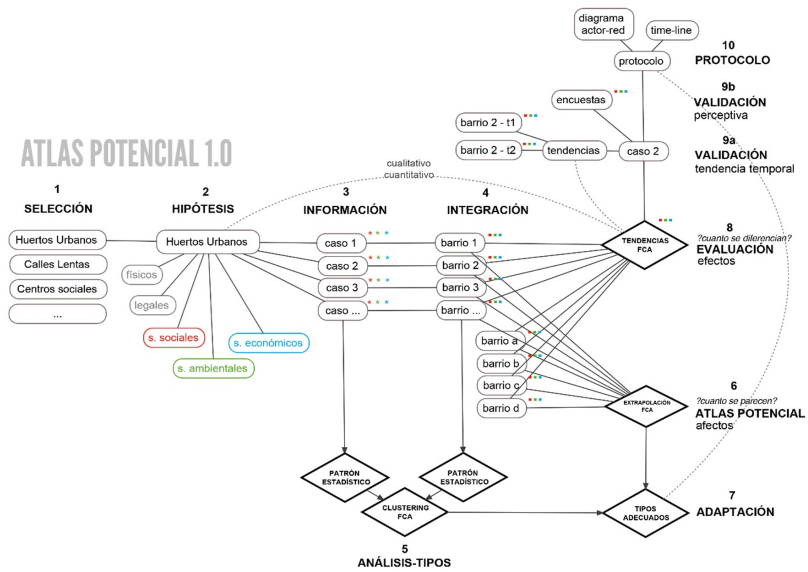 diagrama
actor-red
time-line
10
PROTOCOLO
protocolo
9b
VALIDACIÓN
perceptiva
encuestas
barrio 2 - t1
barrio 2 - t2
tendencias
caso 2
9a
VALIDACIÓN
tendencia temporal
ATLAS POTENCIAL 1.0
cualitativo
cuantitativo
1
SELECCIÓN
2
HIPÓTESIS
3
INFORMACIÓN
4
INTEGRACIÓN
Huertos Urbanos
Calles Lentas
Centros sociales
...
Huertos Urbanos
físicos
legales
s. sociales
s. ambientales
s. económicos
caso 1
caso 2
caso 3
caso ...
barrio 1
barrio 2
barrio 3
barrio ...
barrio a
barrio b
barrio c
barrio d
TENDENCIAS
FCA
8
?cuanto se diferencian?
EVALUACIÓN
efectos
EXTRAPOLACIÓN
FCA
6
?cuanto se parecen?
ATLAS POTENCIAL
afectos
PATRÓN
ESTADÍSTICO
PATRÓN
ESTADÍSTICO
CLUSTERING
FCA
5
ANÁLISIS-TIPOS
TIPOS
ADECUADOS
7
ADAPTACIÓN